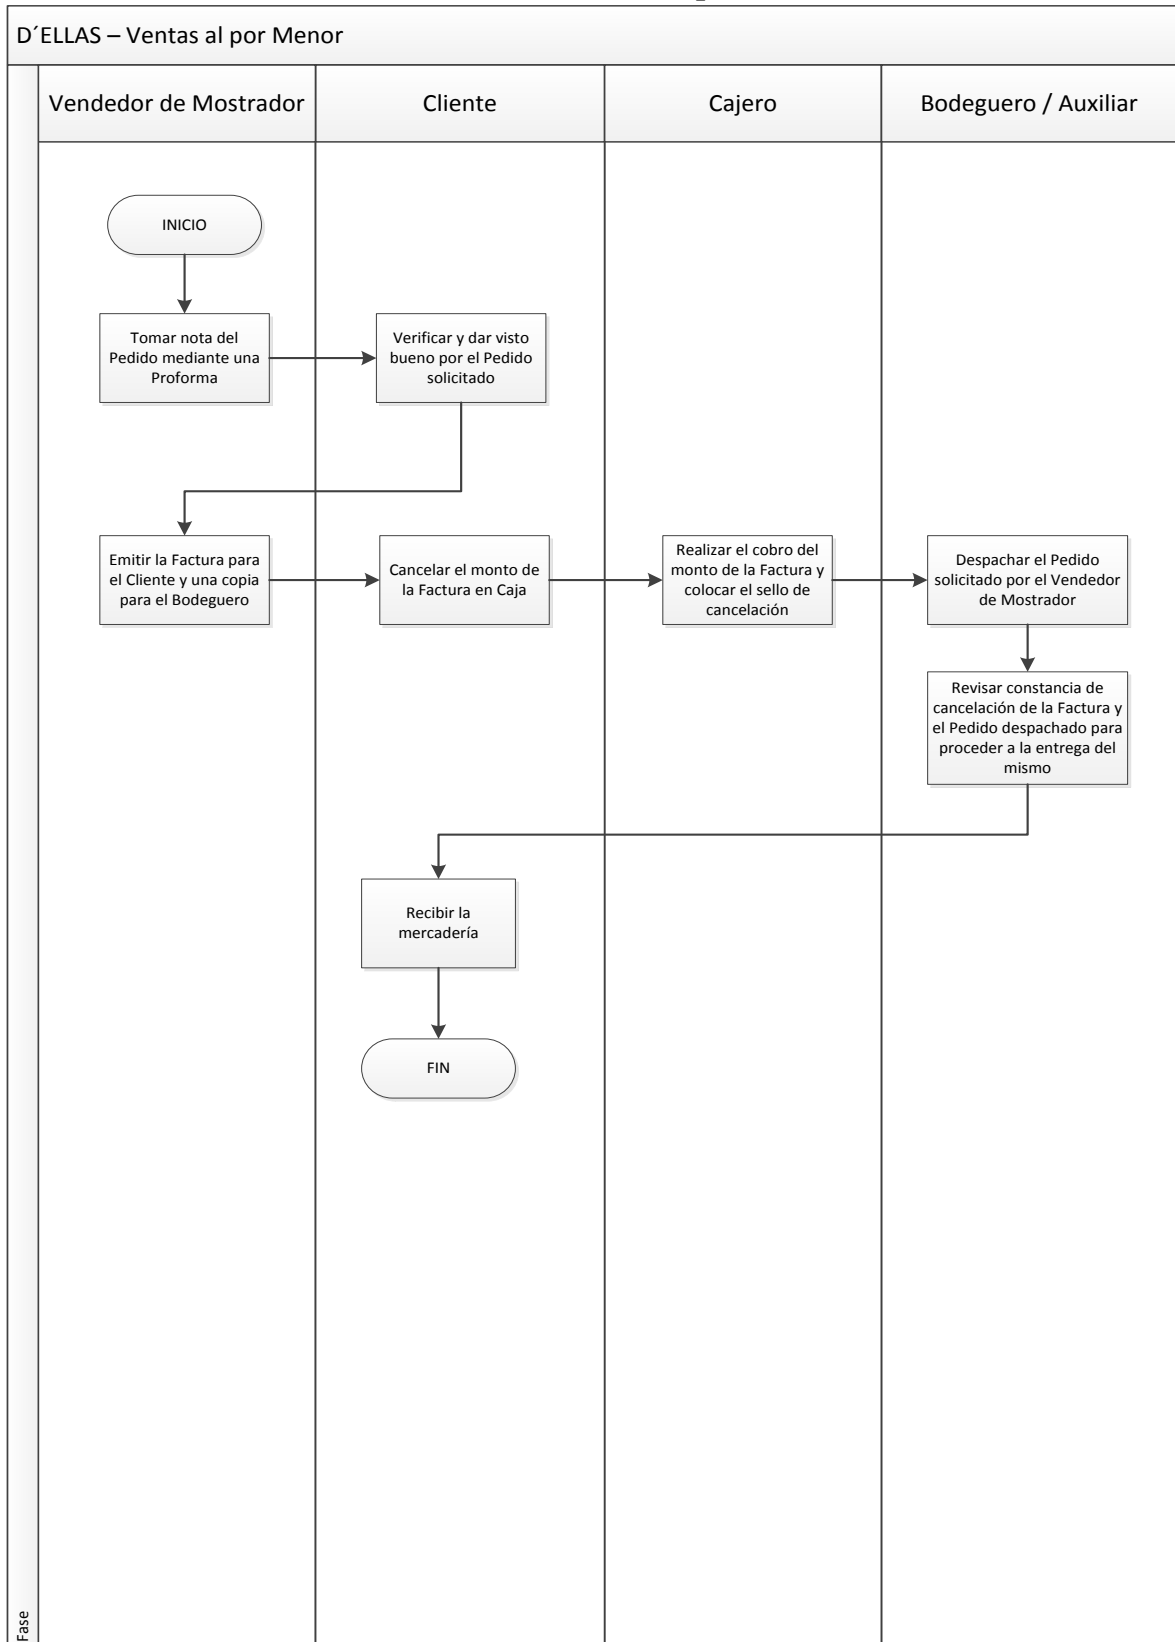 D´ELLAS – Ventas al por Menor
Vendedor de Mostrador
Cliente
Cajero
Bodeguero / Auxiliar
INICIO
Tomar nota del
Pedido mediante una
Proforma
Verificar y dar visto
bueno por el Pedido
solicitado
Emitir la Factura para
el Cliente y una copia
para el Bodeguero
Cancelar el monto de
la Factura en Caja
Realizar el cobro del
monto de la Factura y
colocar el sello de
cancelación
Despachar el Pedido
solicitado por el Vendedor
de Mostrador
Revisar constancia de
cancelación de la Factura y
el Pedido despachado para
proceder a la entrega del
mismo
Recibir la
mercadería
FIN
Fase